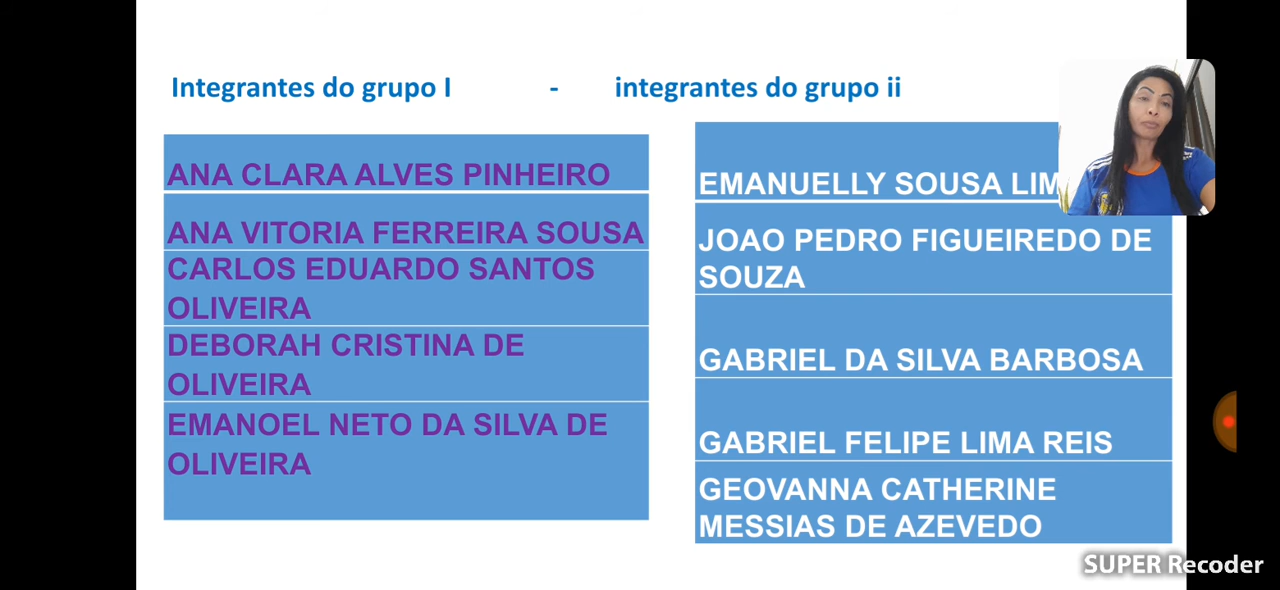 Integrantes do grupo I - integrantes do grupo ii
ANA CLARA ALVES PINHEIRO
ANA VITORIA FERREIRA SOUSA
CARLOS EDUARDO SANTOS
OLIVEIRA
DEBORAH CRISTINA DE
OLIVEIRA
EMANOEL NETO DA SILVA DE
OLIVEIRA
EMANUELLY SOUSA
JOAO PEDRO FIGUEIREDO DE
SOUZA
GABRIEL DA SILVA BARBOSA
GABRIEL FELIPE LIMA REIS
GEOVANNA CATHERINE
MESSIAS DE AZEVEDO
SUPER Recoder